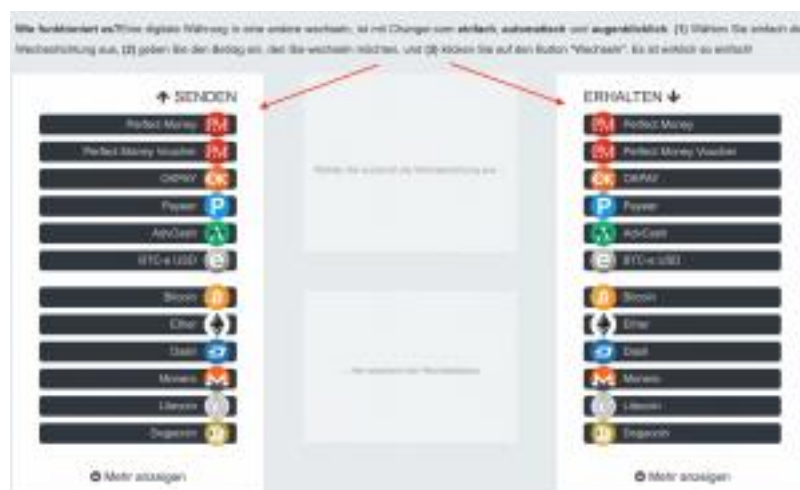 Wie funktioniert es? Eine digitale Währung in eine andere wechseln, ist mit Changer.com einfach, automatisch und augenblicklich. (1) Wählen Sie einfach die
Wechselrichtung aus, (2) geben Sie den Betrag ein, den Sie wechseln möchten, und (3) klicken Sie auf den Button "Wechseln". Es ist wirklich so einfach!
SENDEN
Perfect Money
Perfect Money Voucher
OKPAY
Payeer
AdvCash
BTC-e USD
Bitcoin
Ether
Dash
Monero
Litecoin
Dogecoin
Mehr anzeigen
ERHALTEN
Perfect Money
Perfect Money Voucher
OKPAY
Payeer
AdvCash
BTC-e USD
Bitcoin
Ether
Dash
Monero
Litecoin
Dogecoin
Mehr anzeigen